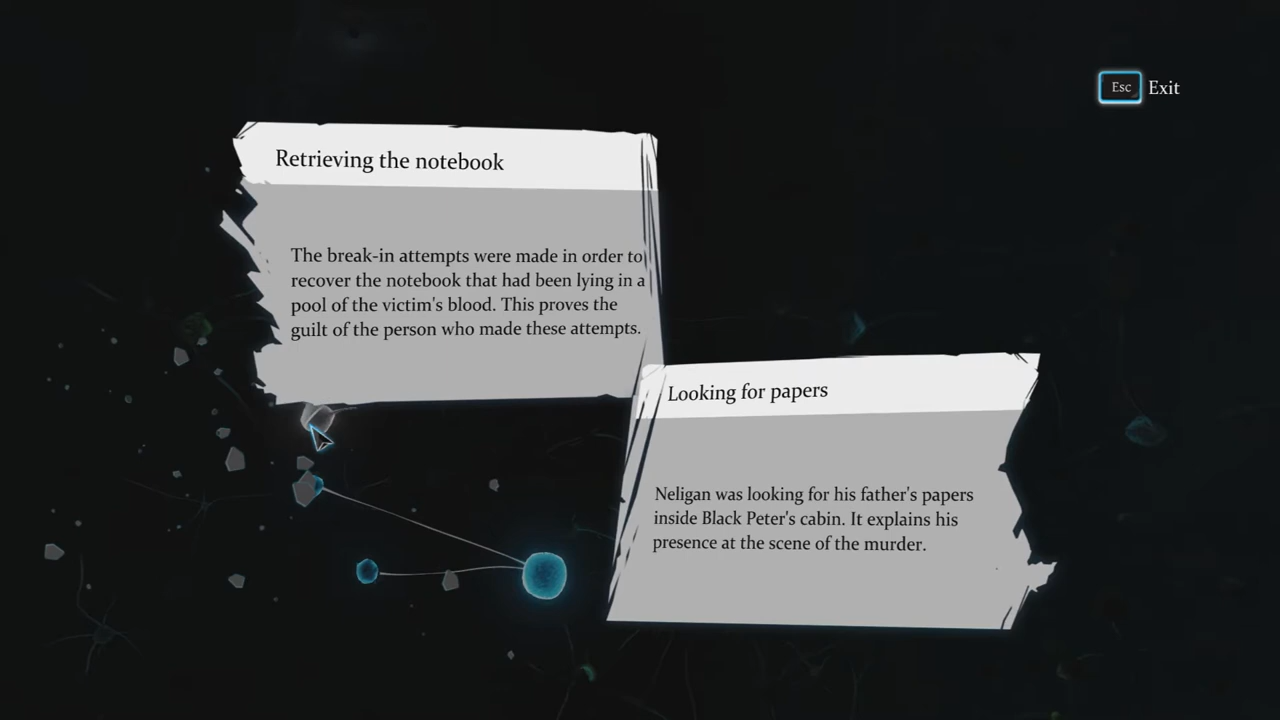 Esc Exit
Retrieving the notebook
The break-in attempts were made in order to
recover the notebook that had been lying in a
pool of the victim's blood. This proves the
guilt of the person who made these attempts.
Looking for papers
Neligan was looking for his father's papers
inside Black Peter's cabin. It explains his
presence at the scene of the murder.